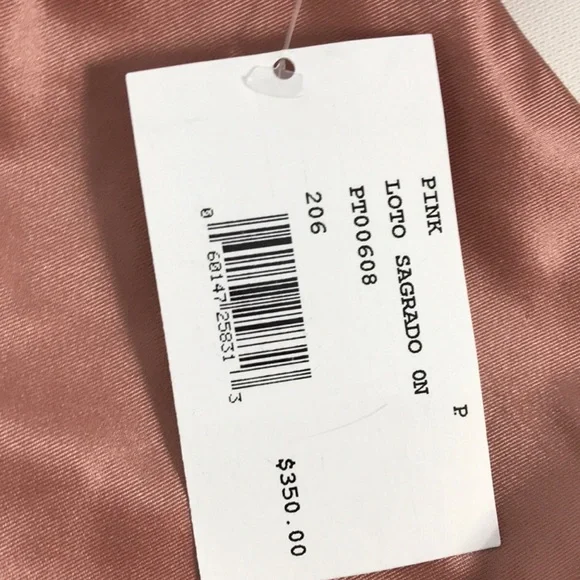 P.
PINK
LOTO SAGRADO ON
PT00608
206
0 60147 25831 3
$350.00